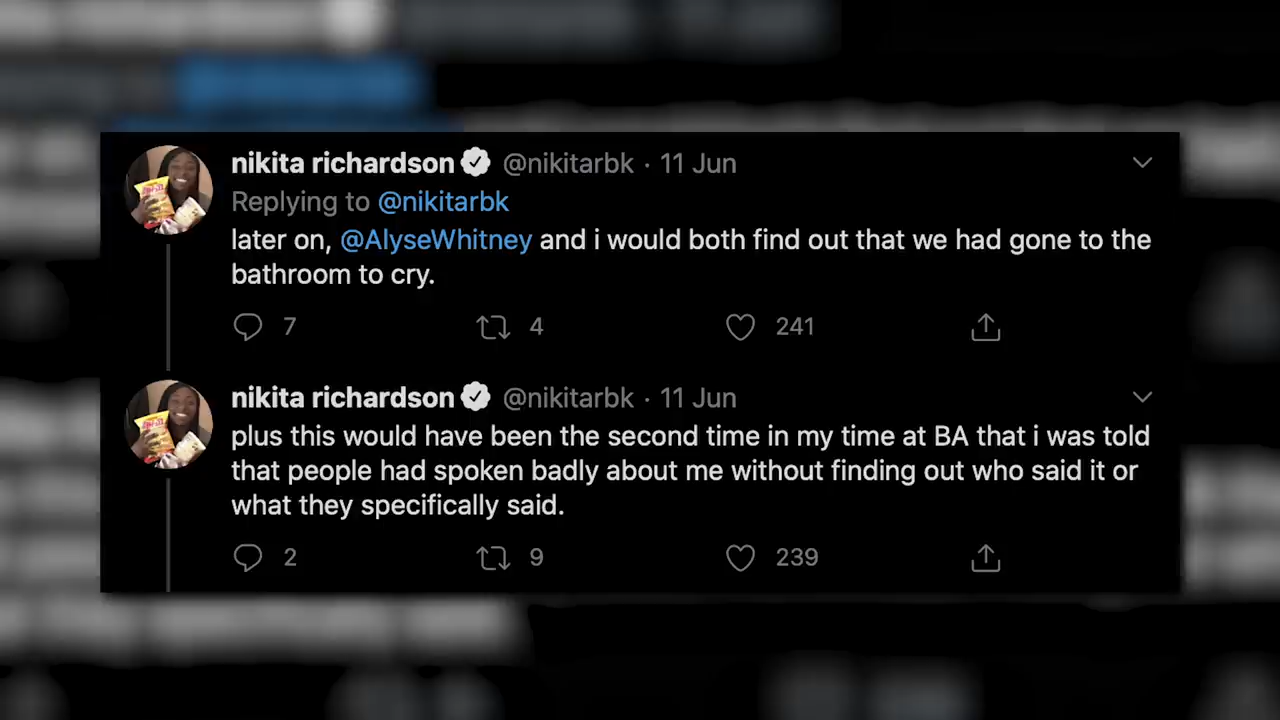 nikita richardson @nikitarbk · 11 Jun
Replying to @nikitarbk
later on, @AlyseWhitney and i would both find out that we had gone to the
bathroom to cry.
7 4 241
nikita richardson @nikitarbk · 11 Jun
plus this would have been the second time in my time at BA that i was told
that people had spoken badly about me without finding out who said it or
what they specifically said.
2 9 239